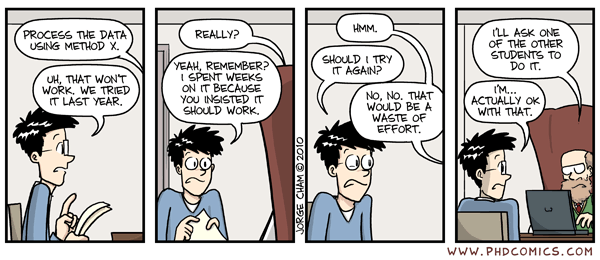 PROCESS THE DATA
USING METHOD X.
UH, THAT WON'T
WORK. WE TRIED
IT LAST YEAR.
REALLY?
YEAH, REMEMBER?
I SPENT WEEKS
ON IT BECAUSE
YOU INSISTED IT
SHOULD WORK.
JORGE CHAM © 2010
HMM.
SHOULD I TRY
IT AGAIN?
NO, NO. THAT
WOULD BE A
WASTE OF
EFFORT.
I'LL ASK ONE
OF THE OTHER
STUDENTS TO
DO IT.
I'M...
ACTUALLY OK
WITH THAT.
WWW.PHDCOMICS.COM